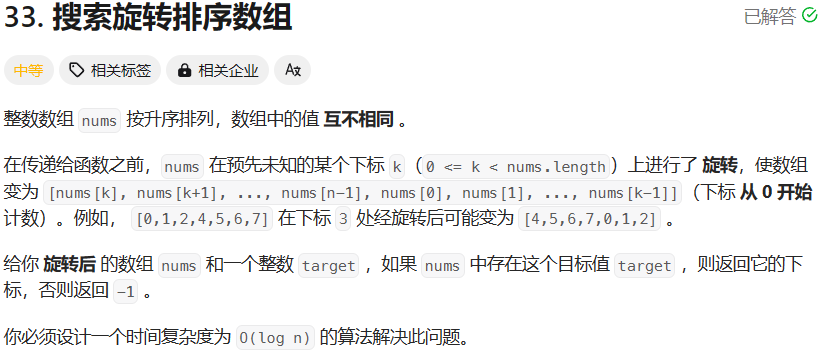 33. 搜索旋转排序数组
已解答
中等 相关标签 相关企业 Aあ
整数数组 nums 按升序排列，数组中的值 互不相同 。
在传递给函数之前，nums 在预先未知的某个下标 k（0 <= k < nums.length）上进行了 旋转，使数组
变为 [nums[k], nums[k+1], ..., nums[n-1], nums[0], nums[1], ..., nums[k-1]]（下标 从 0 开始
计数）。例如， [0,1,2,4,5,6,7] 在下标 3 处经旋转后可能变为 [4,5,6,7,0,1,2] 。
给你 旋转后 的数组 nums 和一个整数 target ，如果 nums 中存在这个目标值 target ，则返回它的下
标，否则返回 -1 。
你必须设计一个时间复杂度为 O(log n) 的算法解决此问题。